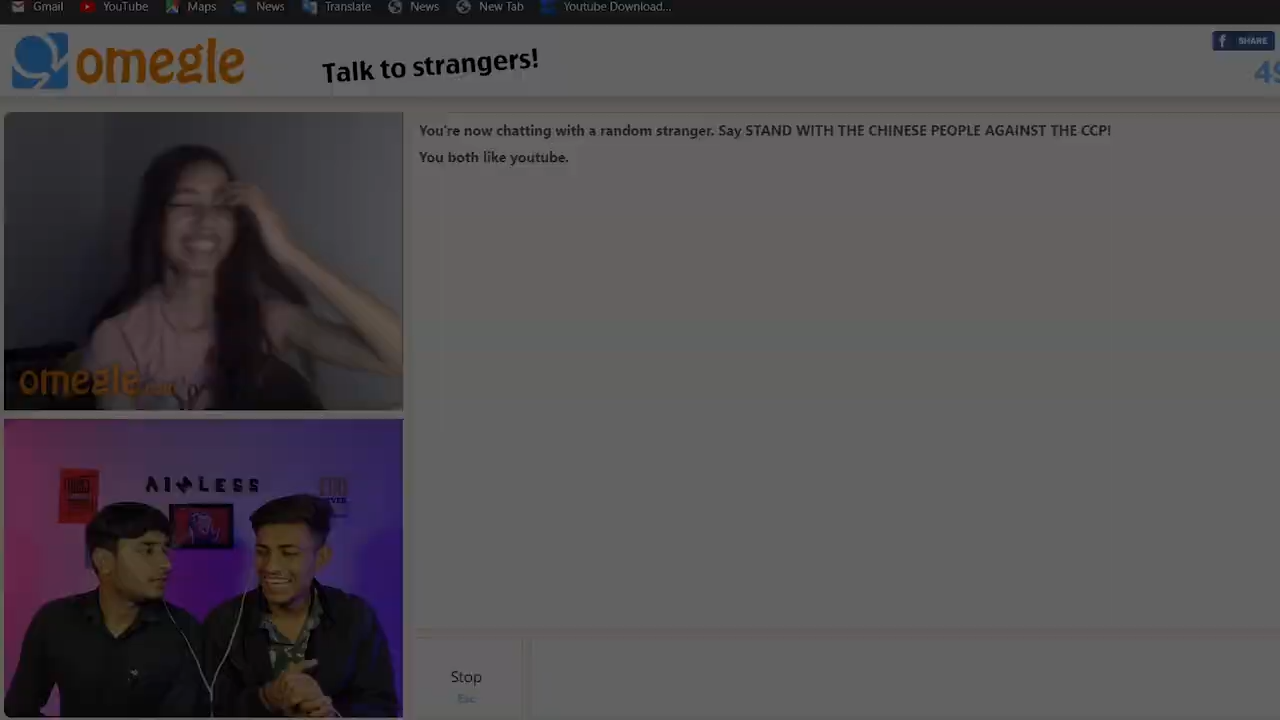 Gmail YouTube Maps News Translate News New Tab Youtube Download...
omegle Talk to strangers! SHARE
You're now chatting with a random stranger. Say STAND WITH THE CHINESE PEOPLE AGAINST THE CCP!
You both like youtube.
omegle
AIMLESS
Stop
Esc